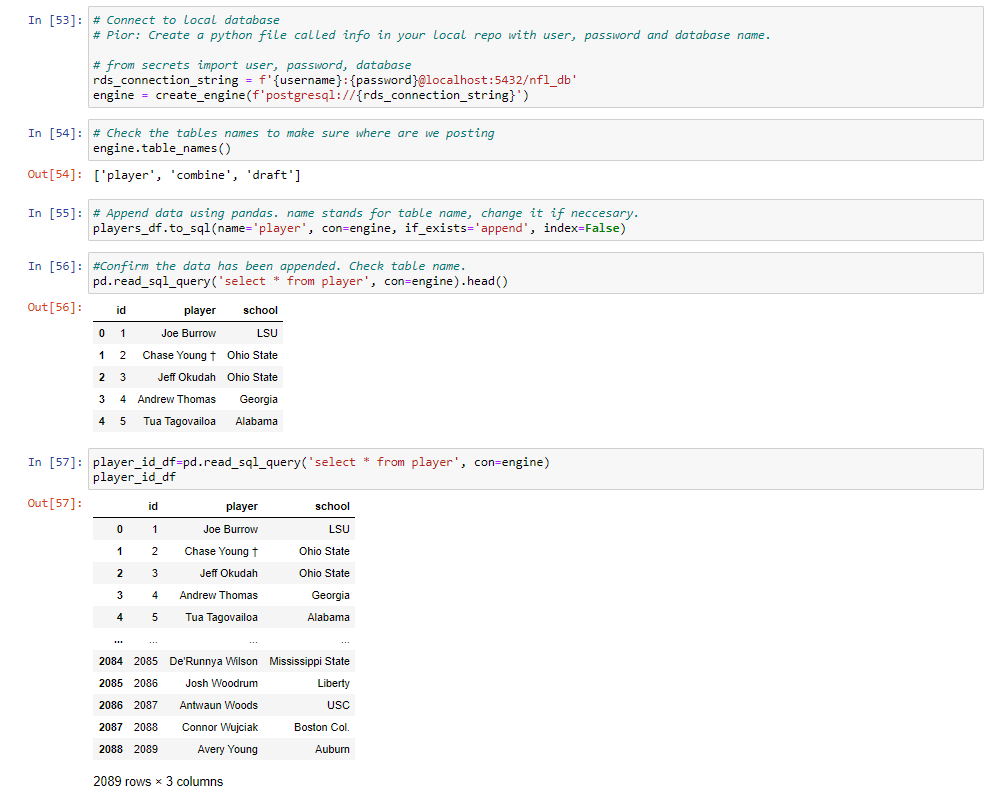 In [53]: # Connect to local database
# Pior: Create a python file called info in your local repo with user, password and database name.
# from secrets import user, password, database
rds_connection_string = f'{username}:{password}@localhost:5432/nfl_db'
engine = create_engine(f'postgresql://{rds_connection_string}')
In [54]: # Check the tables names to make sure where are we posting
engine.table_names()
Out[54]: ['player', 'combine', 'draft']
In [55]: # Append data using pandas. name stands for table name, change it if neccesary.
players_df.to_sql(name='player', con=engine, if_exists='append', index=False)
In [56]: #Confirm the data has been appended. Check table name.
pd.read_sql_query('select * from player', con=engine).head()
Out[56]:
id player school
0 1 Joe Burrow LSU
1 2 Chase Young † Ohio State
2 3 Jeff Okudah Ohio State
3 4 Andrew Thomas Georgia
4 5 Tua Tagovailoa Alabama
In [57]: player_id_df=pd.read_sql_query('select * from player', con=engine)
player_id_df
Out[57]:
id player school
0 1 Joe Burrow LSU
1 2 Chase Young † Ohio State
2 3 Jeff Okudah Ohio State
3 4 Andrew Thomas Georgia
4 5 Tua Tagovailoa Alabama
... ... ... ...
2084 2085 De'Runnya Wilson Mississippi State
2085 2086 Josh Woodrum Liberty
2086 2087 Antwaun Woods USC
2087 2088 Connor Wujciak Boston Col.
2088 2089 Avery Young Auburn
2089 rows × 3 columns